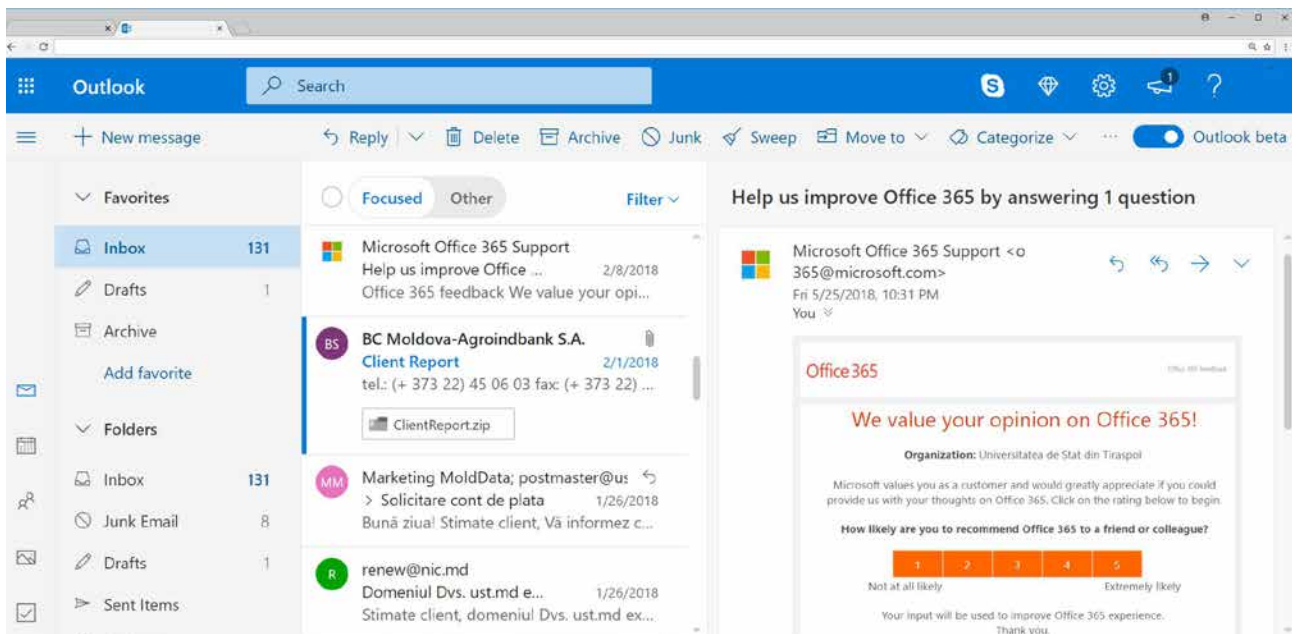 Outlook
Search
S
1
?
New message
Reply
Delete
Archive
Junk
Sweep
Move to
Categorize
...
Outlook beta
Favorites
Inbox 131
Drafts 1
Archive
Add favorite
Folders
Inbox 131
Junk Email 8
Drafts 1
Sent Items
Focused
Other
Filter
Microsoft Office 365 Support
Help us improve Office ... 2/8/2018
Office 365 feedback We value your opi...
BS
BC Moldova-Agroindbank S.A.
Client Report 2/1/2018
tel.: (+ 373 22) 45 06 03 fax: (+ 373 22) ...
ClientReport.zip
MM
Marketing MoldData; postmaster@us
> Solicitare cont de plata 1/26/2018
Bună ziua! Stimate client, Vă informez c...
R
renew@nic.md
Domeniul Dvs. ust.md e... 1/26/2018
Stimate client, domeniul Dvs. ust.md ex...
Help us improve Office 365 by answering 1 question
Microsoft Office 365 Support <o
365@microsoft.com>
Fri 5/25/2018, 10:31 PM
You
Office 365
Office 365 feedback
We value your opinion on Office 365!
Organization: Universitatea de Stat din Tiraspol
Microsoft values you as a customer and would greatly appreciate if you could
provide us with your thoughts on Office 365. Click on the rating below to begin.
How likely are you to recommend Office 365 to a friend or colleague?
1 2 3 4 5
Not at all likely Extremely likely
Your input will be used to improve Office 365 experience.
Thank you.